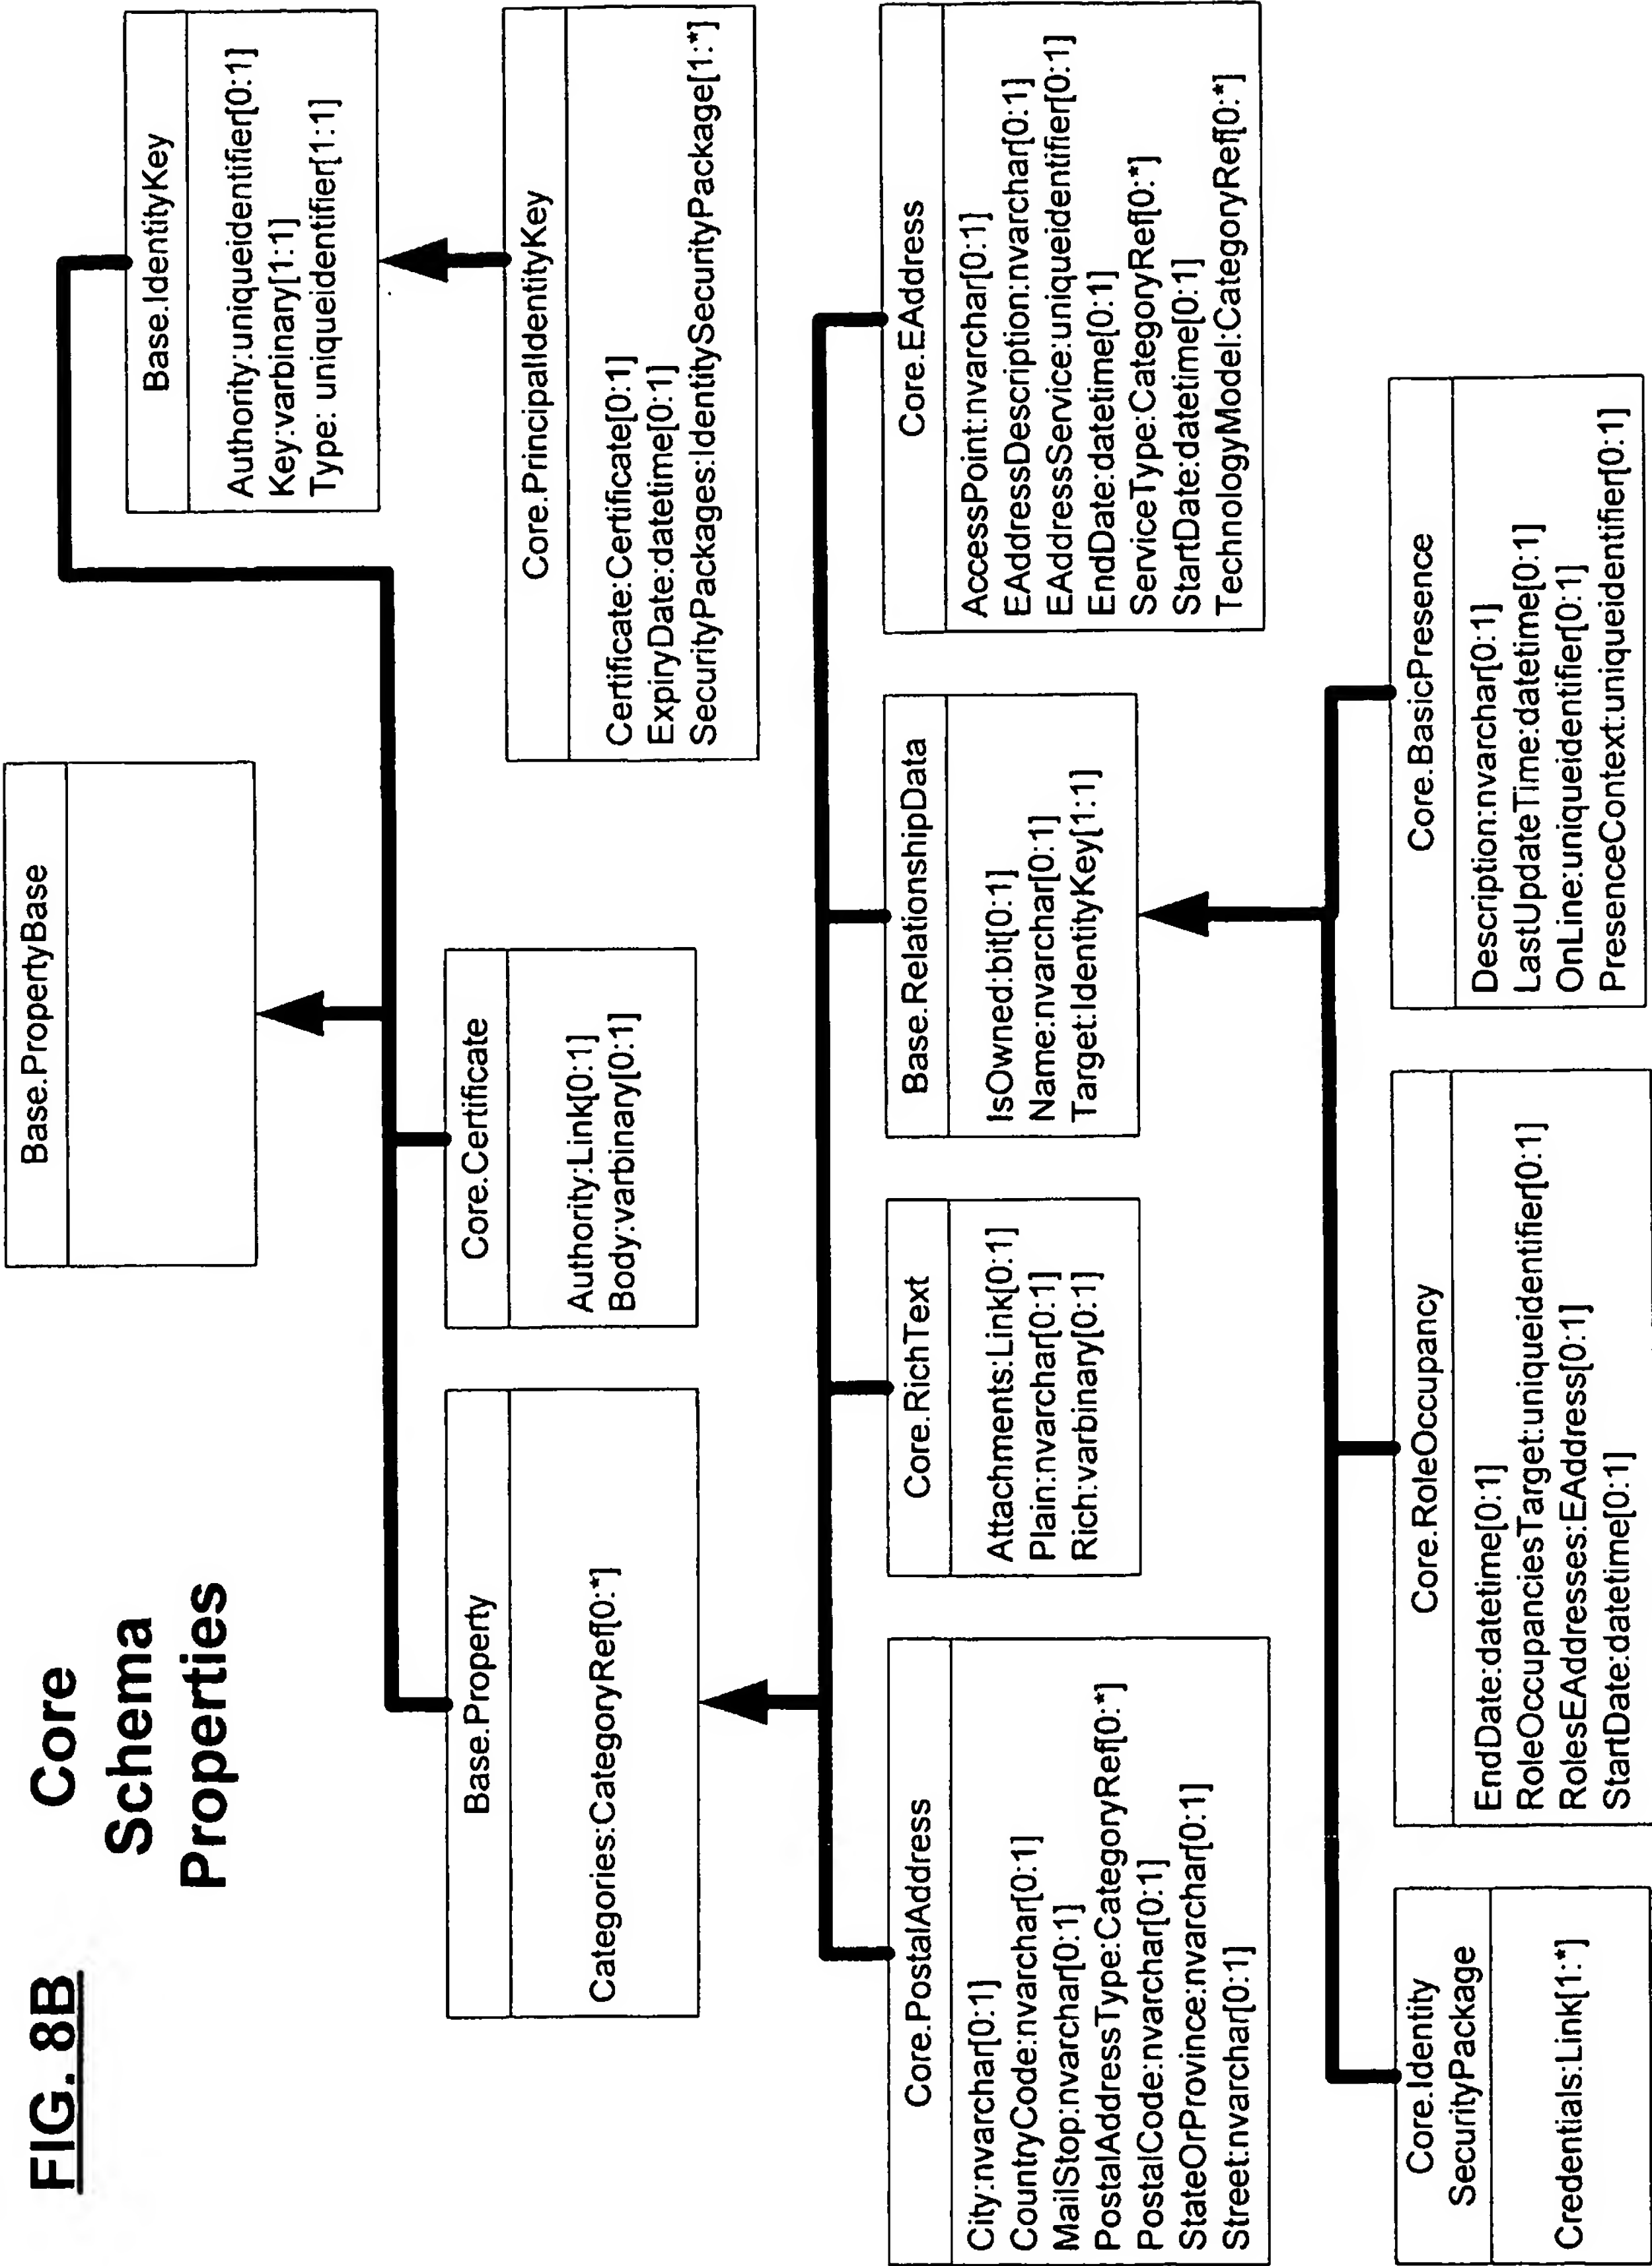 FIG. 8B
Core
Schema
Properties
Base.PropertyBase
Base.IdentityKey
Authority:uniqueidentifier[0:1]
Key:varbinary[1:1]
Type: uniqueidentifier[1:1]
Base.Property
Categories:CategoryRef[0:*]
Core.Certificate
Authority:Link[0:1]
Body:varbinary[0:1]
Core.PrincipalIdentityKey
Certificate:Certificate[0:1]
ExpiryDate:datetime[0:1]
SecurityPackages:IdentitySecurityPackage[1:*]
Core.PostalAddress
City:nvarchar[0:1]
CountryCode:nvarchar[0:1]
MailStop:nvarchar[0:1]
PostalAddressType:CategoryRef[0:*]
PostalCode:nvarchar[0:1]
StateOrProvince:nvarchar[0:1]
Street:nvarchar[0:1]
Core.RichText
Attachments:Link[0:1]
Plain:nvarchar[0:1]
Rich:varbinary[0:1]
Base.RelationshipData
IsOwned:bit[0:1]
Name:nvarchar[0:1]
Target:IdentityKey[1:1]
Core.EAddress
AccessPoint:nvarchar[0:1]
EAddressDescription:nvarchar[0:1]
EAddressService:uniqueidentifier[0:1]
EndDate:datetime[0:1]
ServiceType:CategoryRef[0:*]
StartDate:datetime[0:1]
TechnologyModel:CategoryRef[0:*]
Core.Identity
SecurityPackage
Credentials:Link[1:*]
Core.RoleOccupancy
EndDate:datetime[0:1]
RoleOccupanciesTarget:uniqueidentifier[0:1]
RolesEAddresses:EAddress[0:1]
StartDate:datetime[0:1]
Core.BasicPresence
Description:nvarchar[0:1]
LastUpdateTime:datetime[0:1]
OnLine:uniqueidentifier[0:1]
PresenceContext:uniqueidentifier[0:1]